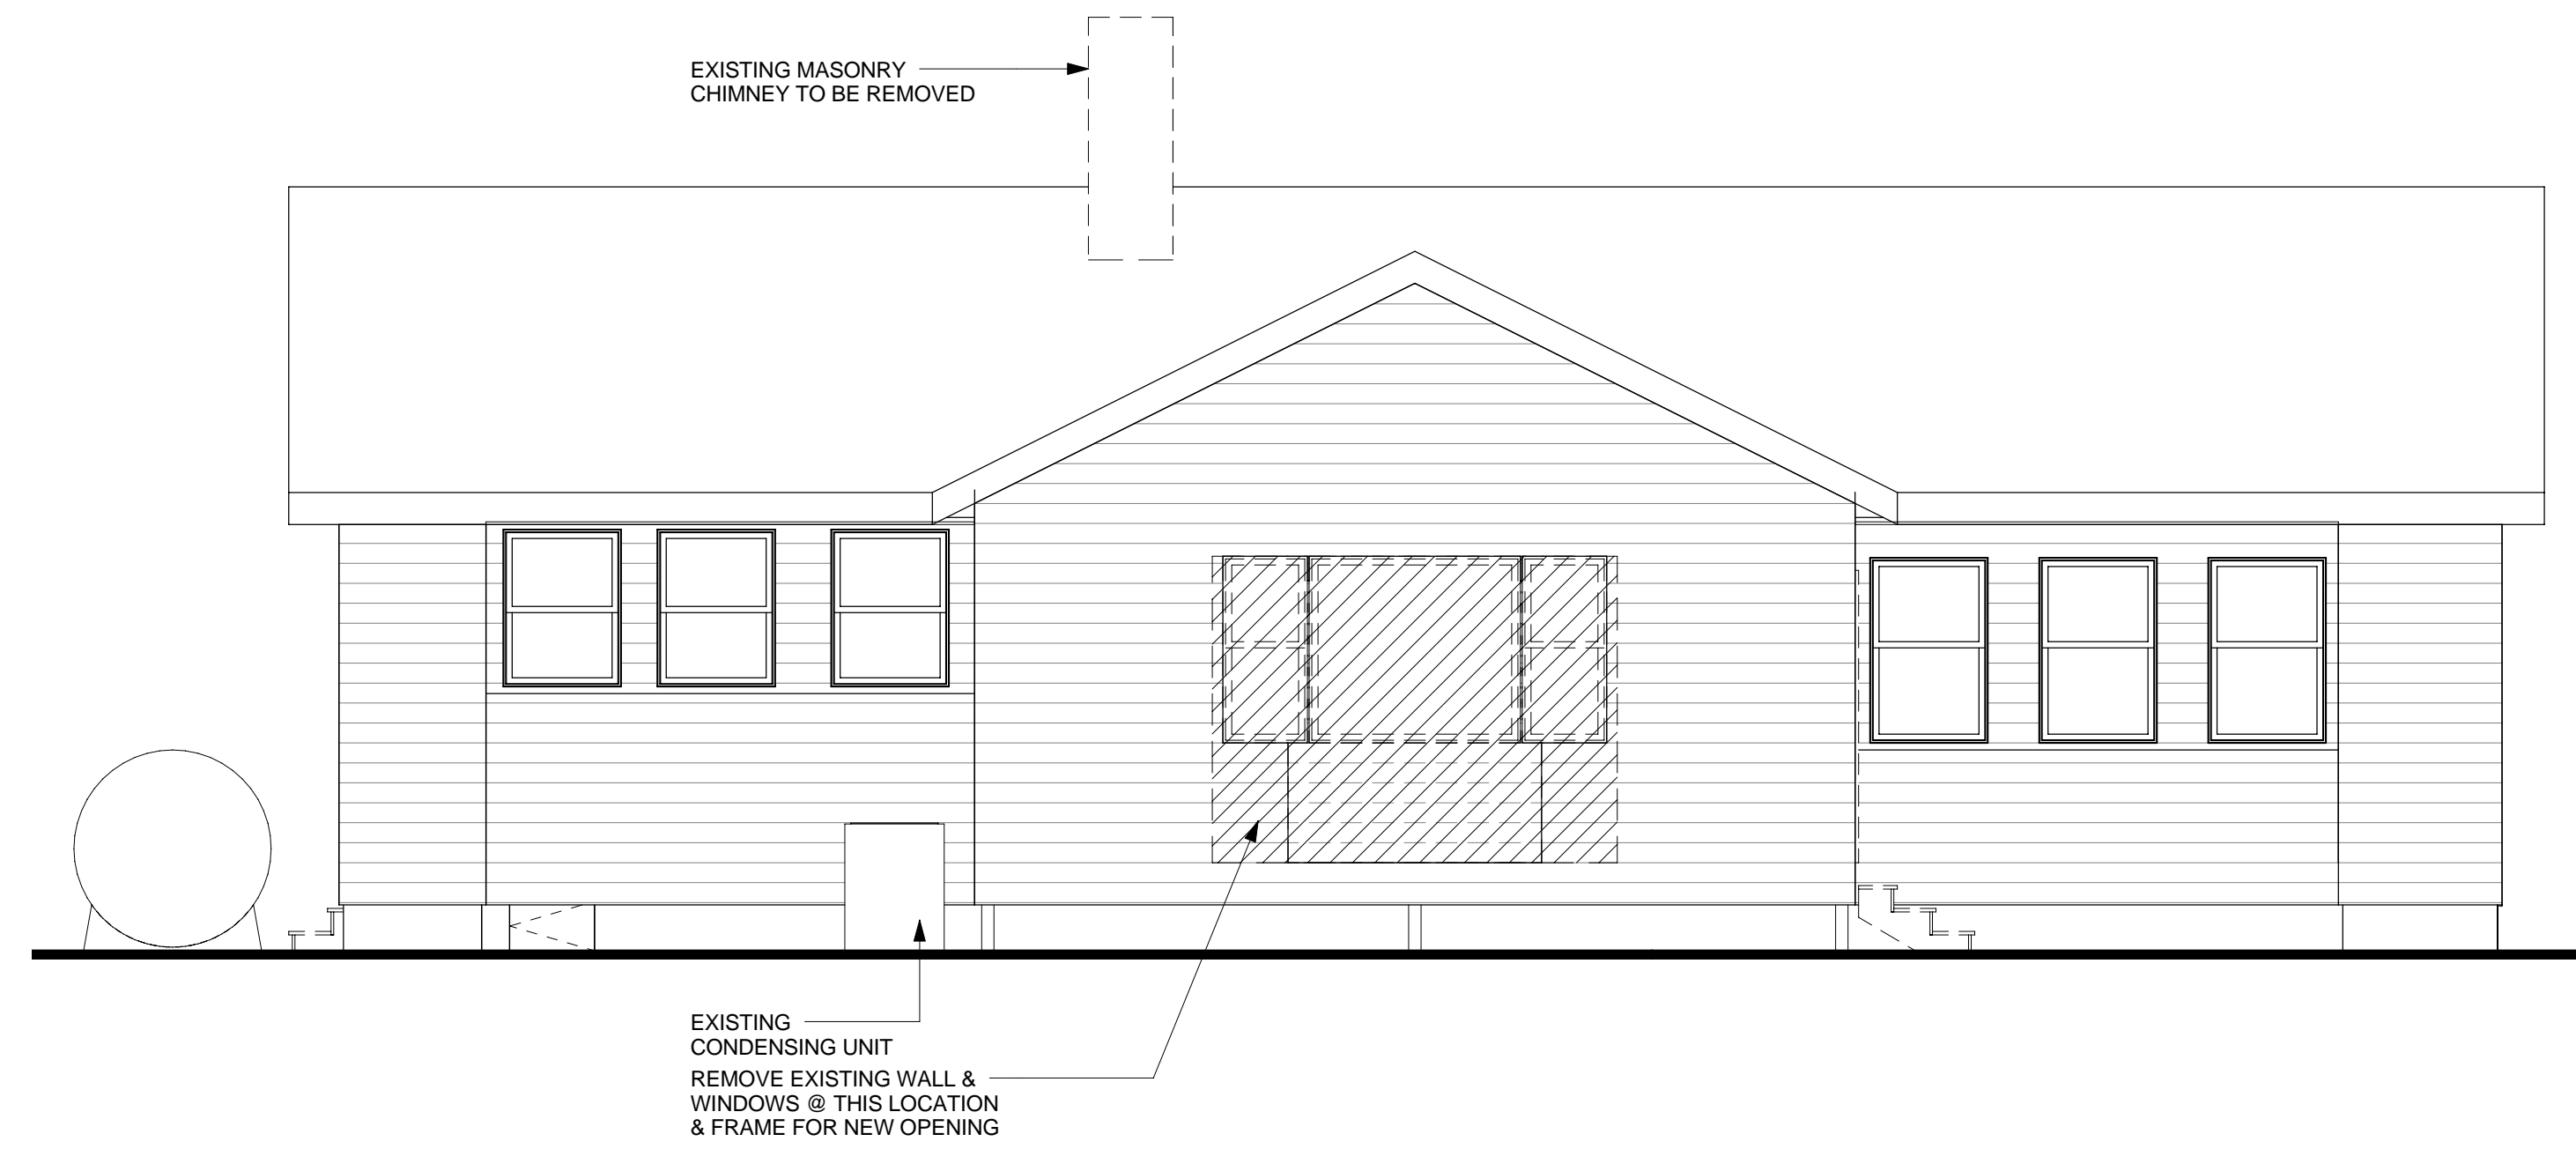 EXISTING MASONRY
CHIMNEY TO BE REMOVED
EXISTING
CONDENSING UNIT
REMOVE EXISTING WALL &
WINDOWS @ THIS LOCATION
& FRAME FOR NEW OPENING